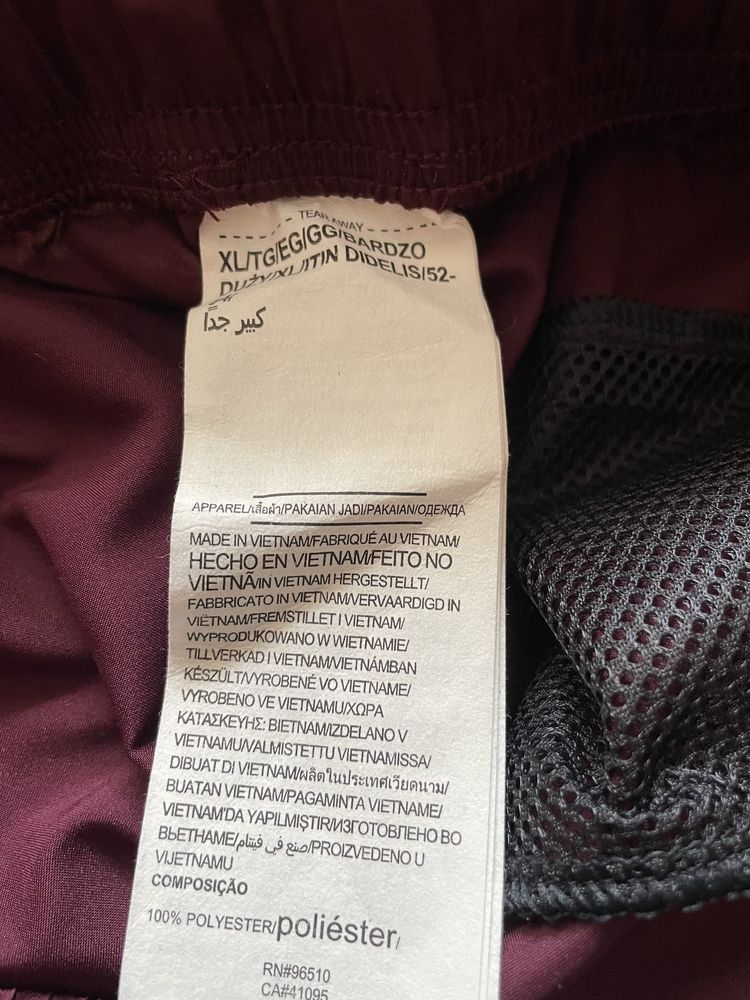 TEAR AWAY
XL/TG/EG/GG/BARDZO
DUŻY/XL/ITIN DIDELIS/52-
كبير جداً
APPAREL/เสื้อผ้า/PAKAIAN JADI/PAKAIAN/ОДЕЖДА
MADE IN VIETNAM/FABRIQUÉ AU VIETNAM/
HECHO EN VIETNAM/FEITO NO
VIETNÃ/IN VIETNAM HERGESTELLT/
FABBRICATO IN VIETNAM/VERVAARDIGD IN
VIETNAM/FREMSTILLET I VIETNAM/
WYPRODUKOWANO W WIETNAMIE/
TILLVERKAD I VIETNAM/VIETNÁMBAN
KÉSZÜLT/VYROBENÉ VO VIETNAME/
VYROBENO VE VIETNAMU/ΧΩΡΑ
ΚΑΤΑΣΚΕΥΗΣ: ΒΙΕΤΝΑΜ/IZDELANO V
VIETNAMU/VALMISTETTU VIETNAMISSA/
DIBUAT DI VIETNAM/ผลิตในประเทศเวียดนาม/
BUATAN VIETNAM/PAGAMINTA VIETNAME/
VIETNAM'DA YAPILMIŞTIR/ИЗГОТОВЛЕНО ВО
ВЬЕТНАМЕ/صنع في فيتنام/PROIZVEDENO U
VIJETNAMU
COMPOSIÇÃO
100% POLYESTER/poliéster/
RN#96510
CA#41095